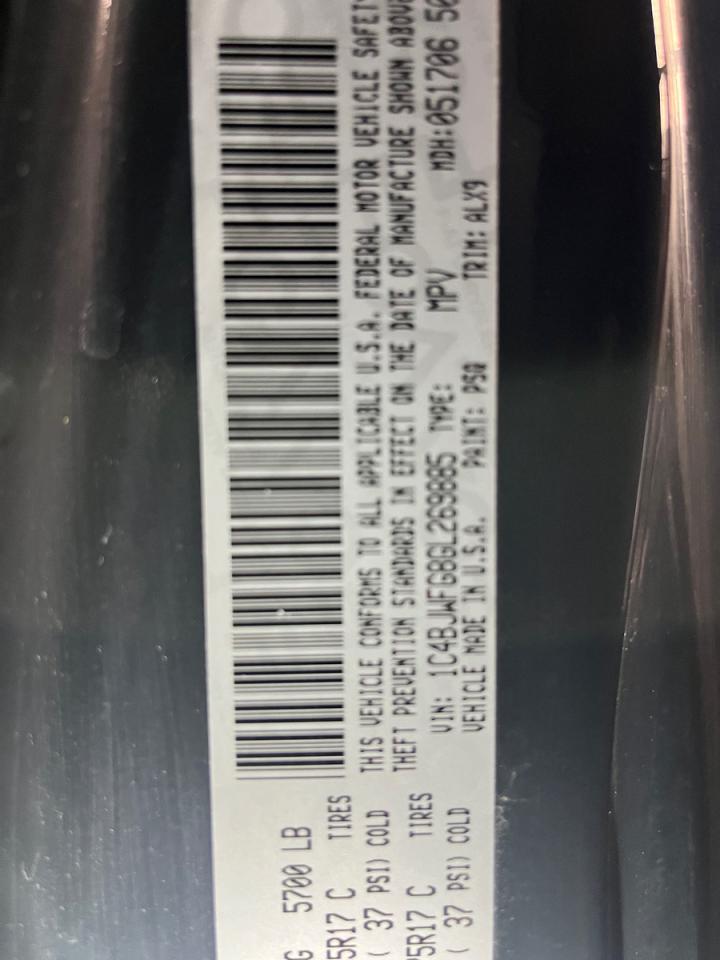 G 5700 LB
5R17 C TIRES
( 37 PSI) COLD
5R17 C TIRES
( 37 PSI) COLD
THIS VEHICLE CONFORMS TO ALL APPLICABLE U.S.A. FEDERAL MOTOR VEHICLE SAFETY
THEFT PREVENTION STANDARDS IN EFFECT ON THE DATE OF MANUFACTURE SHOWN ABOVE
VIN: 1C4BJWFG8GL269885 TYPE: MPV MDH:051706 50
VEHICLE MADE IN U.S.A. PAINT: PSQ TRIM: ALX9